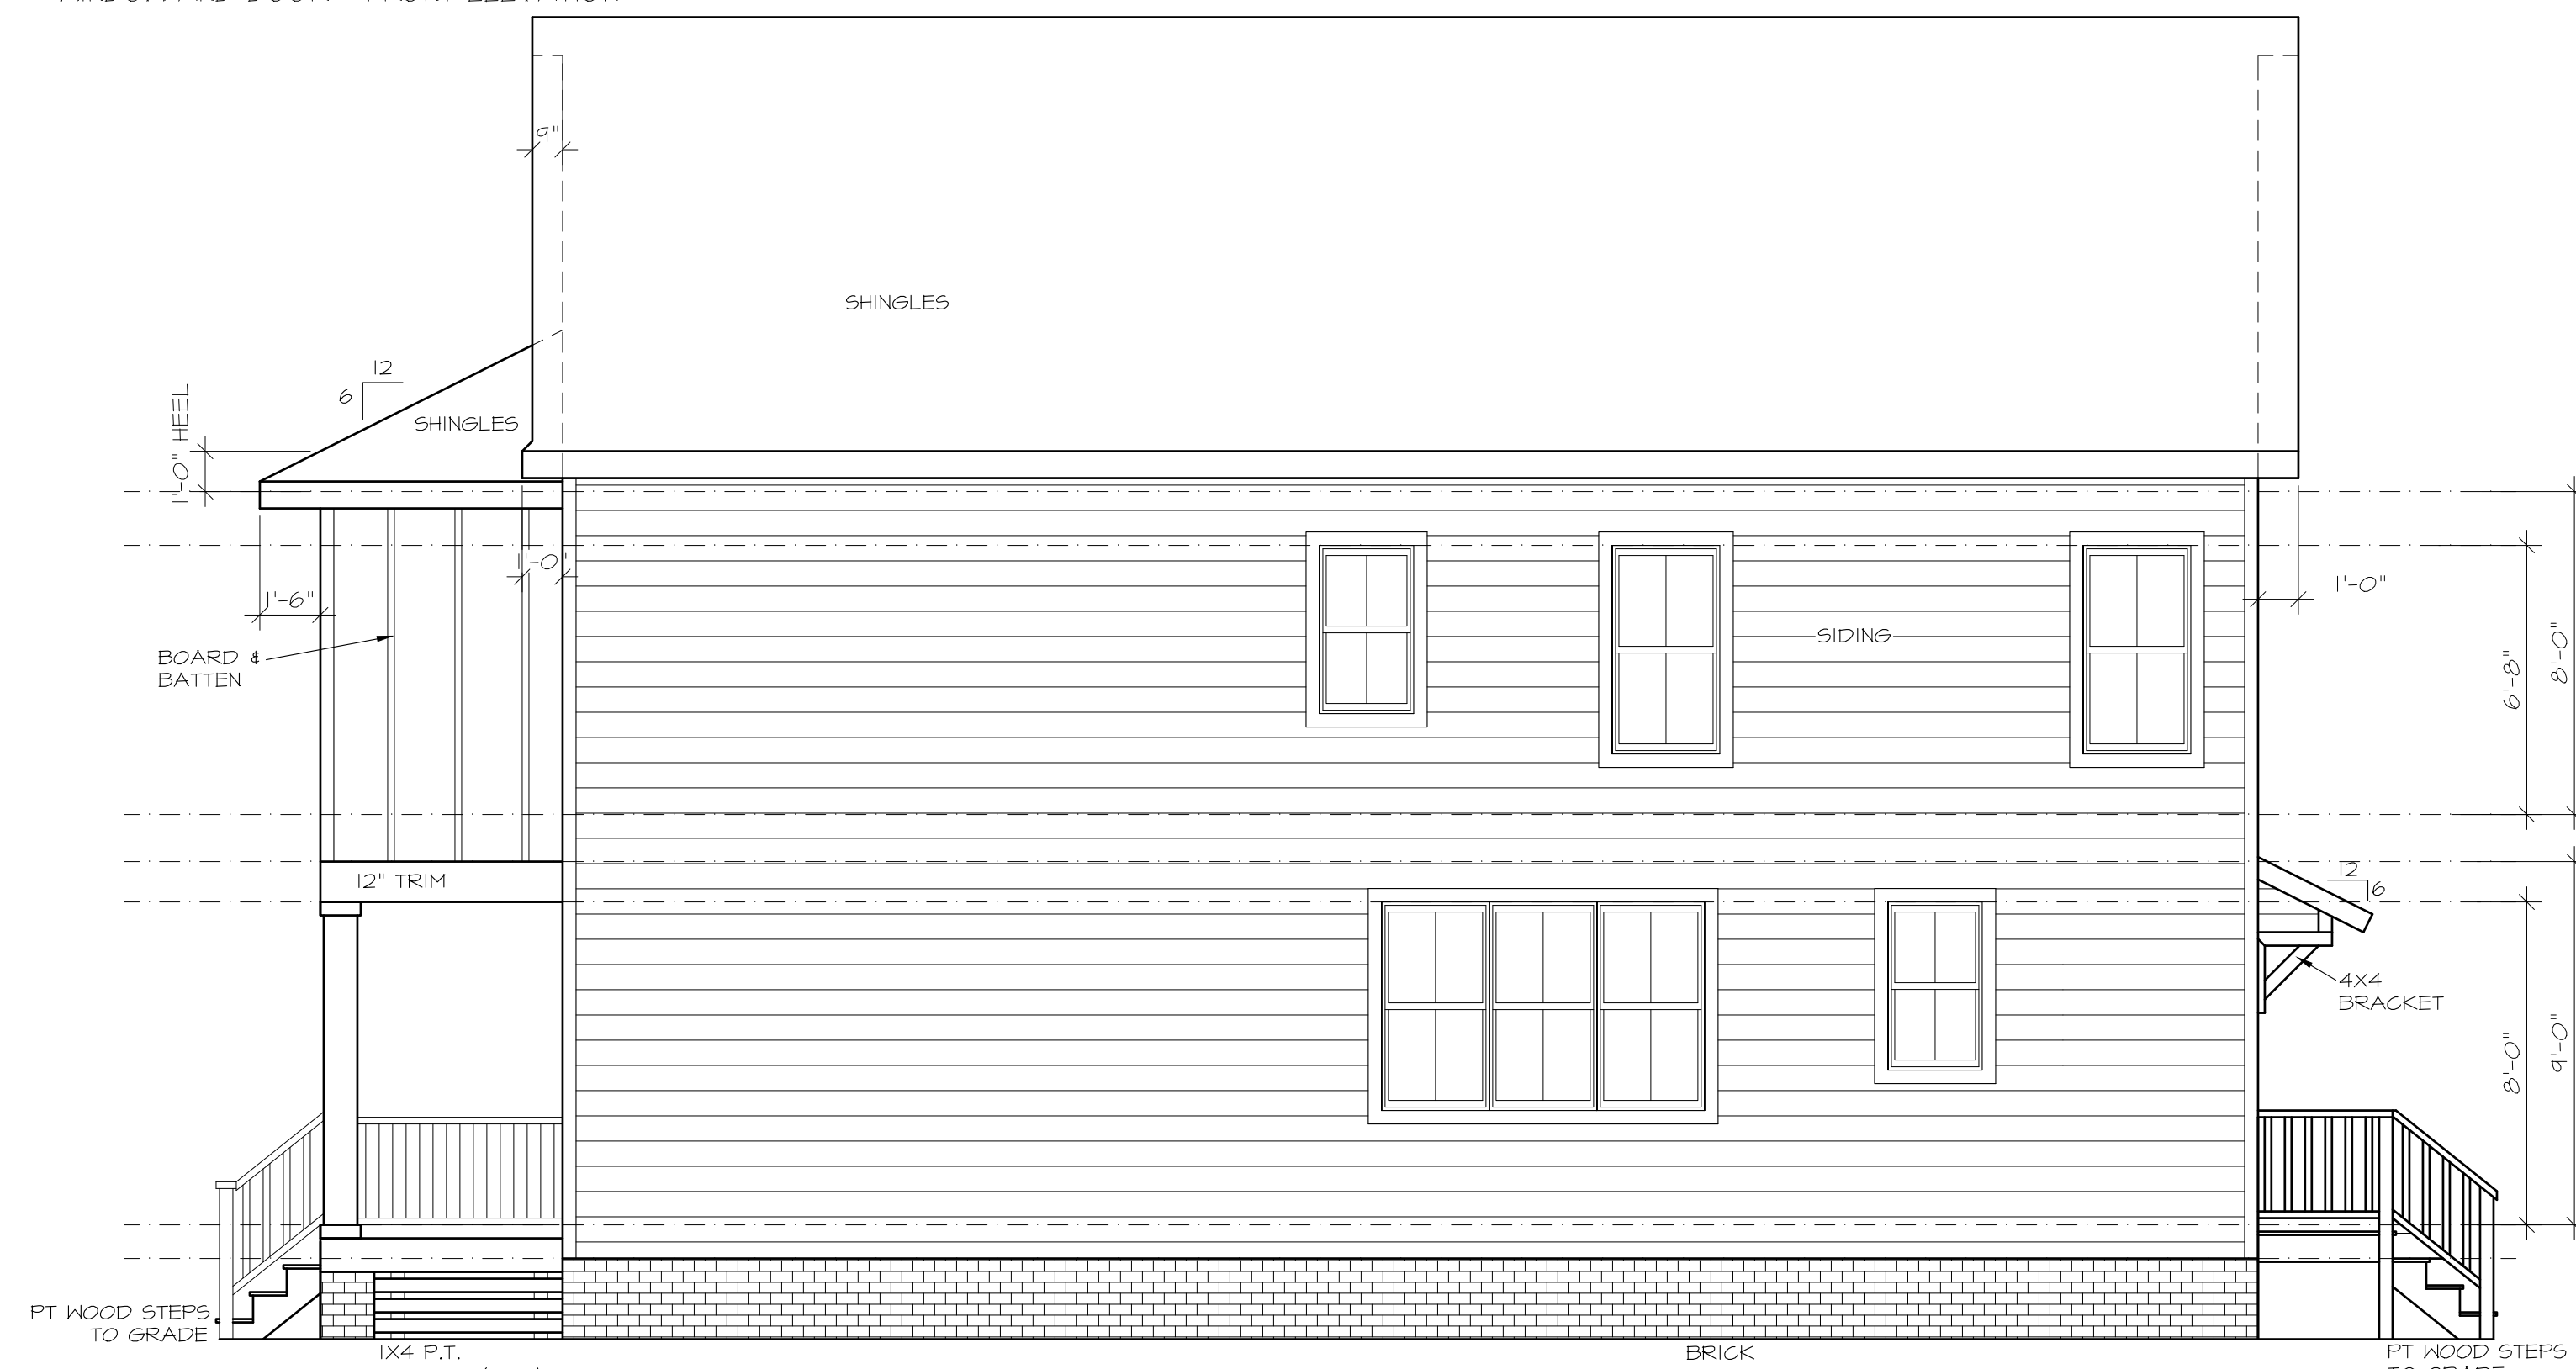 9"
SHINGLES
12
6
SHINGLES
1'-0" HEEL
1'-0"
1'-6"
BOARD &
BATTEN
SIDING
1'-0"
6'-8"
8'-0"
12" TRIM
12
6
4X4
BRACKET
8'-0"
9'-0"
PT WOOD STEPS
TO GRADE
1X4 P.T.
BRICK
PT WOOD STEPS